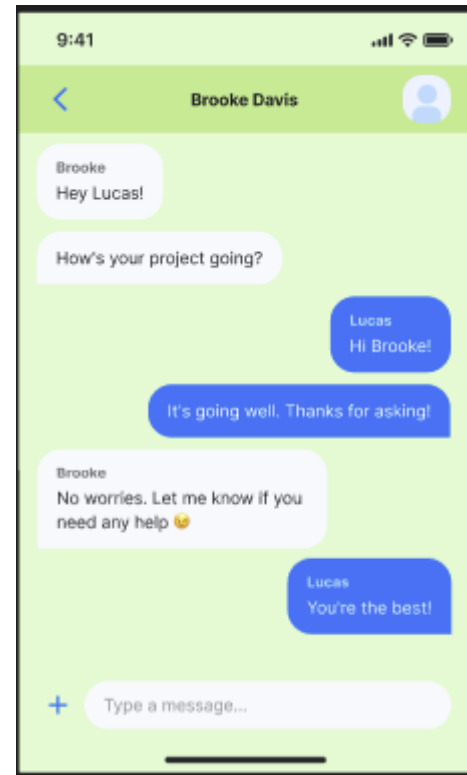 9:41
Brooke Davis
Brooke
Hey Lucas!
How's your project going?
Lucas
Hi Brooke!
It's going well. Thanks for asking!
Brooke
No worries. Let me know if you
need any help 😉
Lucas
You're the best!
Type a message...